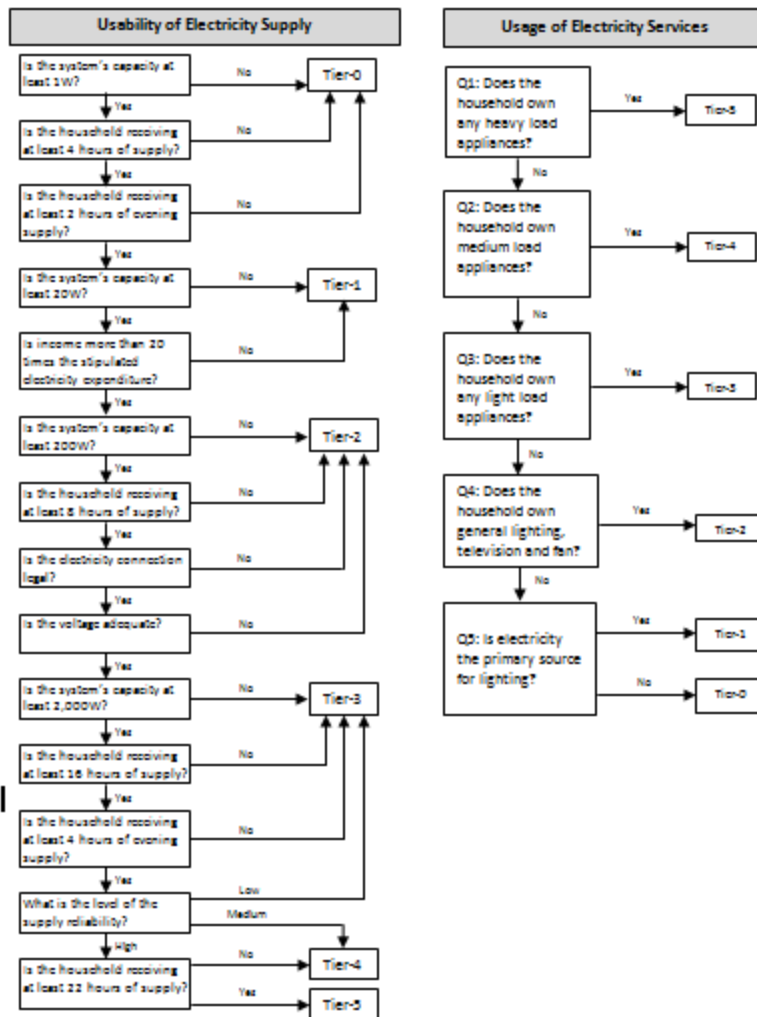 Usability of Electricity Supply
Is the system's capacity at
least 1W?
No
Tier-0
Yes
Is the household receiving
at least 4 hours of supply?
No
Yes
Is the household receiving
at least 2 hours of evening
supply?
No
Yes
Is the system's capacity at
least 20W?
No
Tier-1
Yes
Is income more than 20
times the stipulated
electricity expenditure?
No
Yes
Is the system's capacity at
least 200W?
No
Tier-2
Yes
Is the household receiving
at least 8 hours of supply?
No
Yes
Is the electricity connection
legal?
No
Yes
Is the voltage adequate?
No
Yes
Is the system's capacity at
least 2,000W?
No
Tier-3
Yes
Is the household receiving
at least 16 hours of supply?
No
Yes
Is the household receiving
at least 4 hours of evening
supply?
No
Yes
What is the level of the
supply reliability?
Low
Medium
High
Is the household receiving
at least 22 hours of supply?
No
Tier-4
Yes
Tier-5
Usage of Electricity Services
Q1: Does the
household own
any heavy load
appliances?
Yes
Tier-5
No
Q2: Does the
household own
medium load
appliances?
Yes
Tier-4
No
Q3: Does the
household own
any light load
appliances?
Yes
Tier-3
No
Q4: Does the
household own
general lighting,
television and fan?
Yes
Tier-2
No
Q5: Is electricity
the primary source
for lighting?
Yes
Tier-1
No
Tier-0